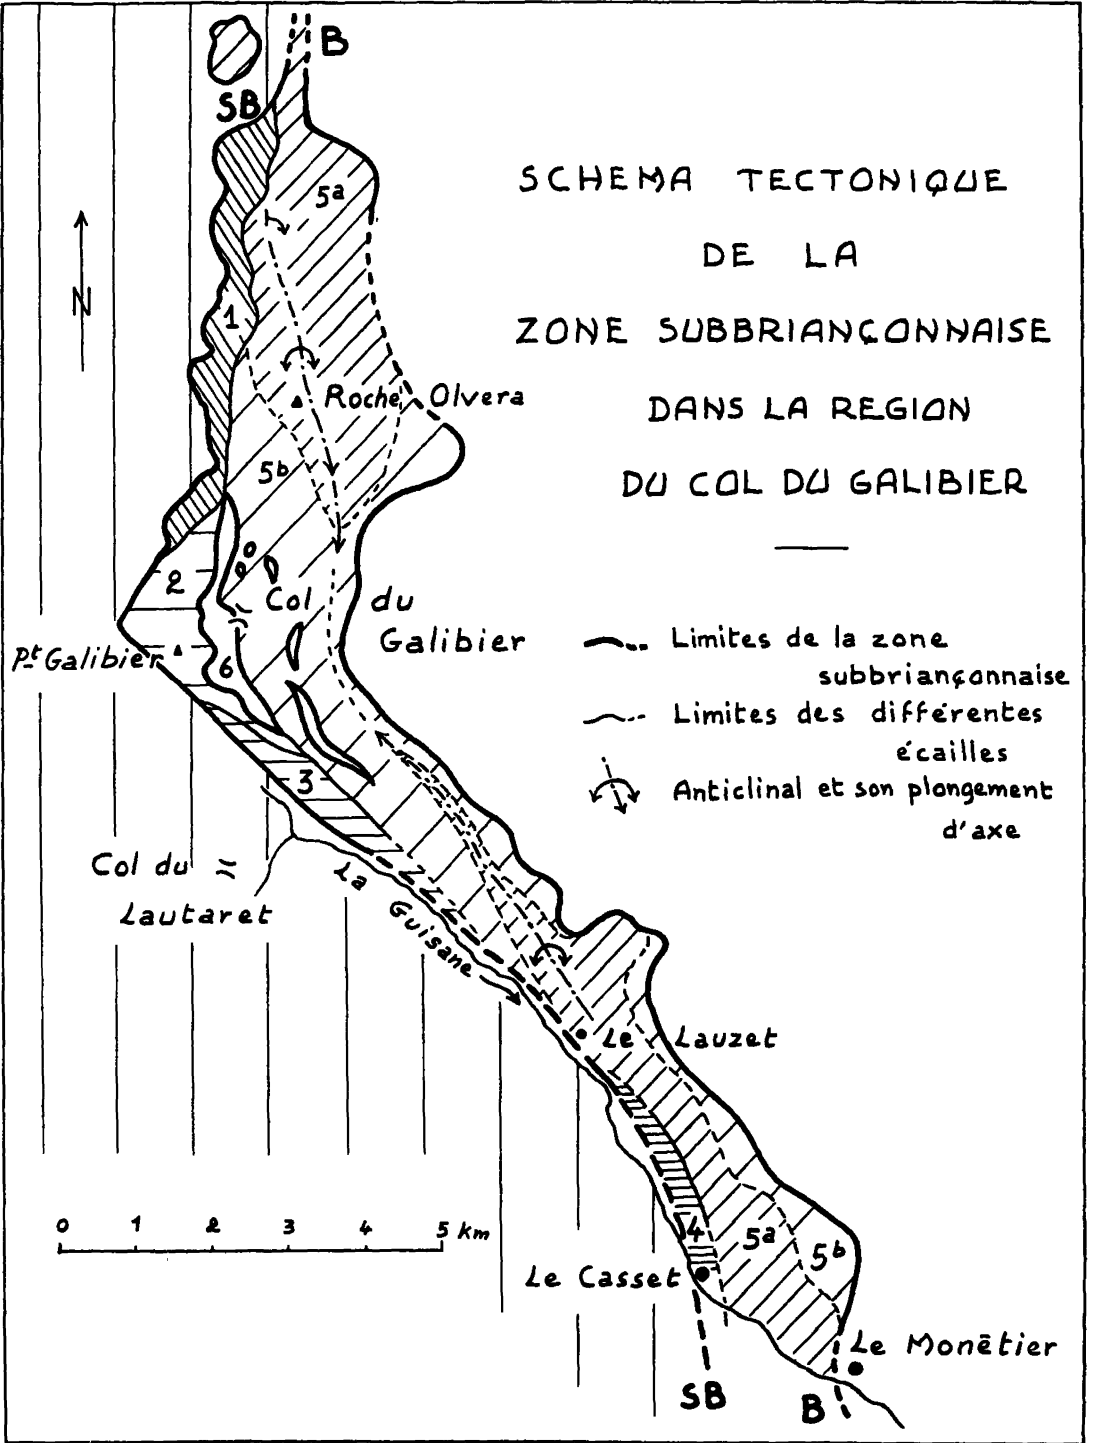 B
SB
SCHEMA TECTONIQUE
DE LA
ZONE SUBBRIANÇONNAISE
DANS LA REGION
DU COL DU GALIBIER
5a
N
1
Roche Olvera
5b
2
Col du
Galibier
Pt Galibier
6
3
Limites de la zone
subbriançonnaise
Limites des différentes
écailles
Anticlinal et son plongement
d'axe
Col du
Lautaret
La Guisane
Le Lauzet
0 1 2 3 4 5 km
4
5a
5b
Le Casset
Le Monêtier
SB
B